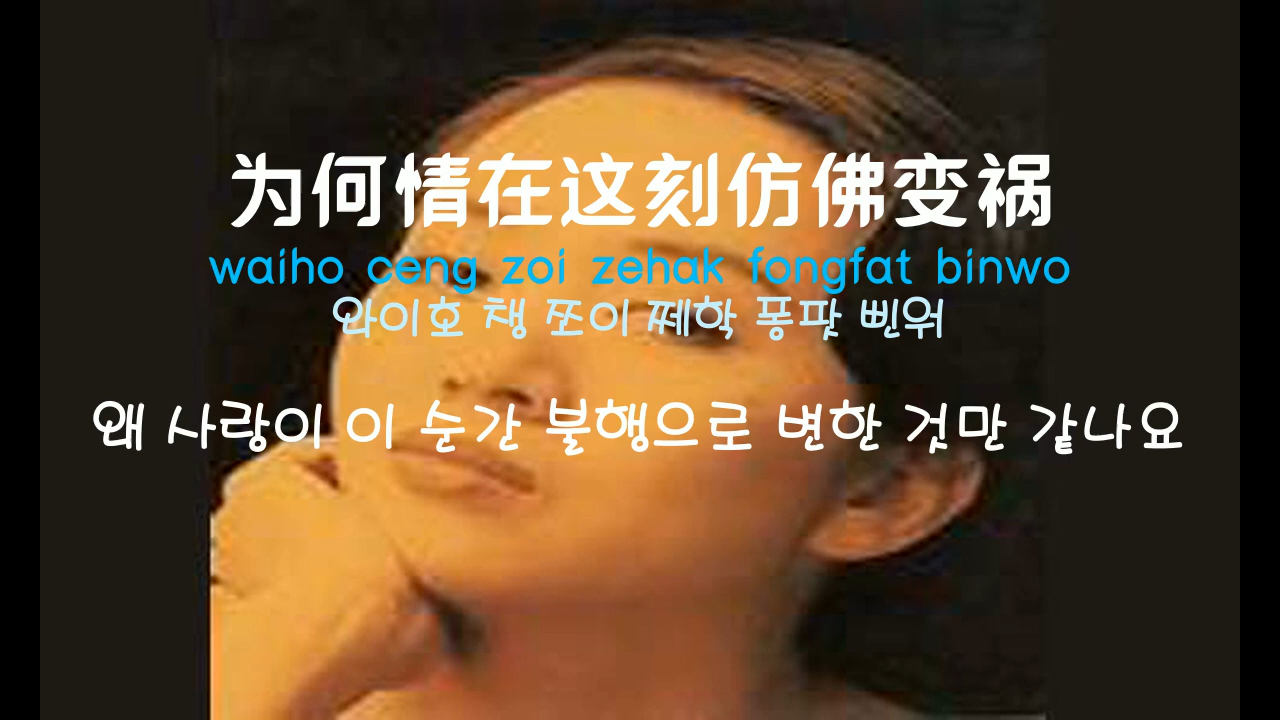 为何情在这刻仿佛变祸
waiho ceng zoi zehak fongfat binwo
와이호 챙 쪼이 쩨학 퐁팟 삔워
왜 사랑이 이 순간 불행으로 변한 것만 같나요